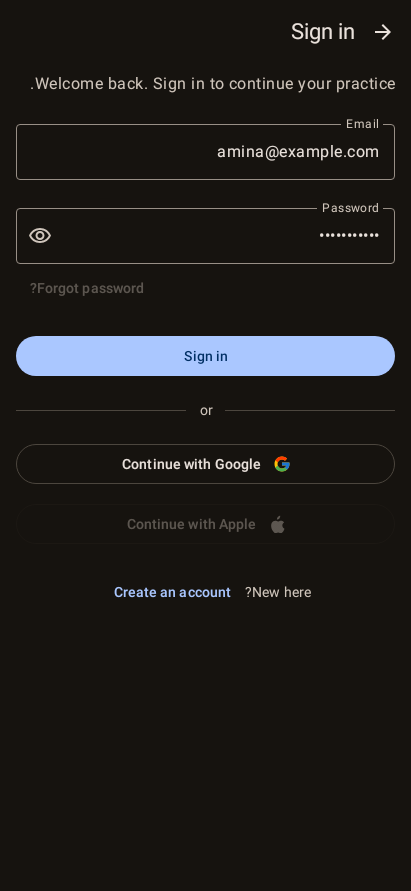 Sign in
Welcome back. Sign in to continue your practice.
Email
amina@example.com
Password
•••••••••••
Forgot password?
Sign in
or
Continue with Google
Continue with Apple
New here? Create an account